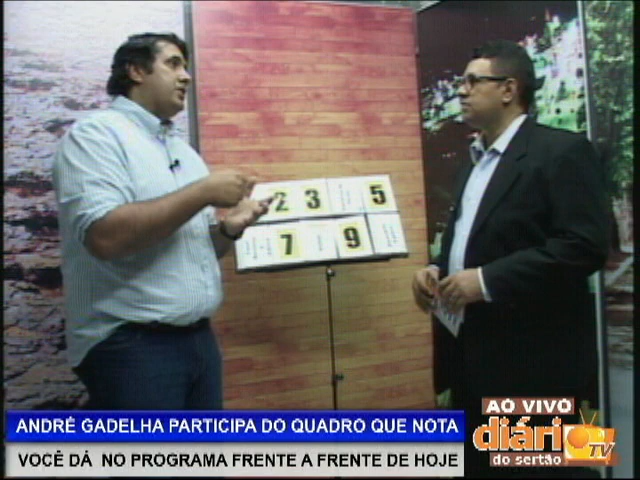 2 3 5
7 9
AO VIVO
diário TV
do sertão
ANDRÉ GADELHA PARTICIPA DO QUADRO QUE NOTA
VOCÊ DÁ NO PROGRAMA FRENTE A FRENTE DE HOJE